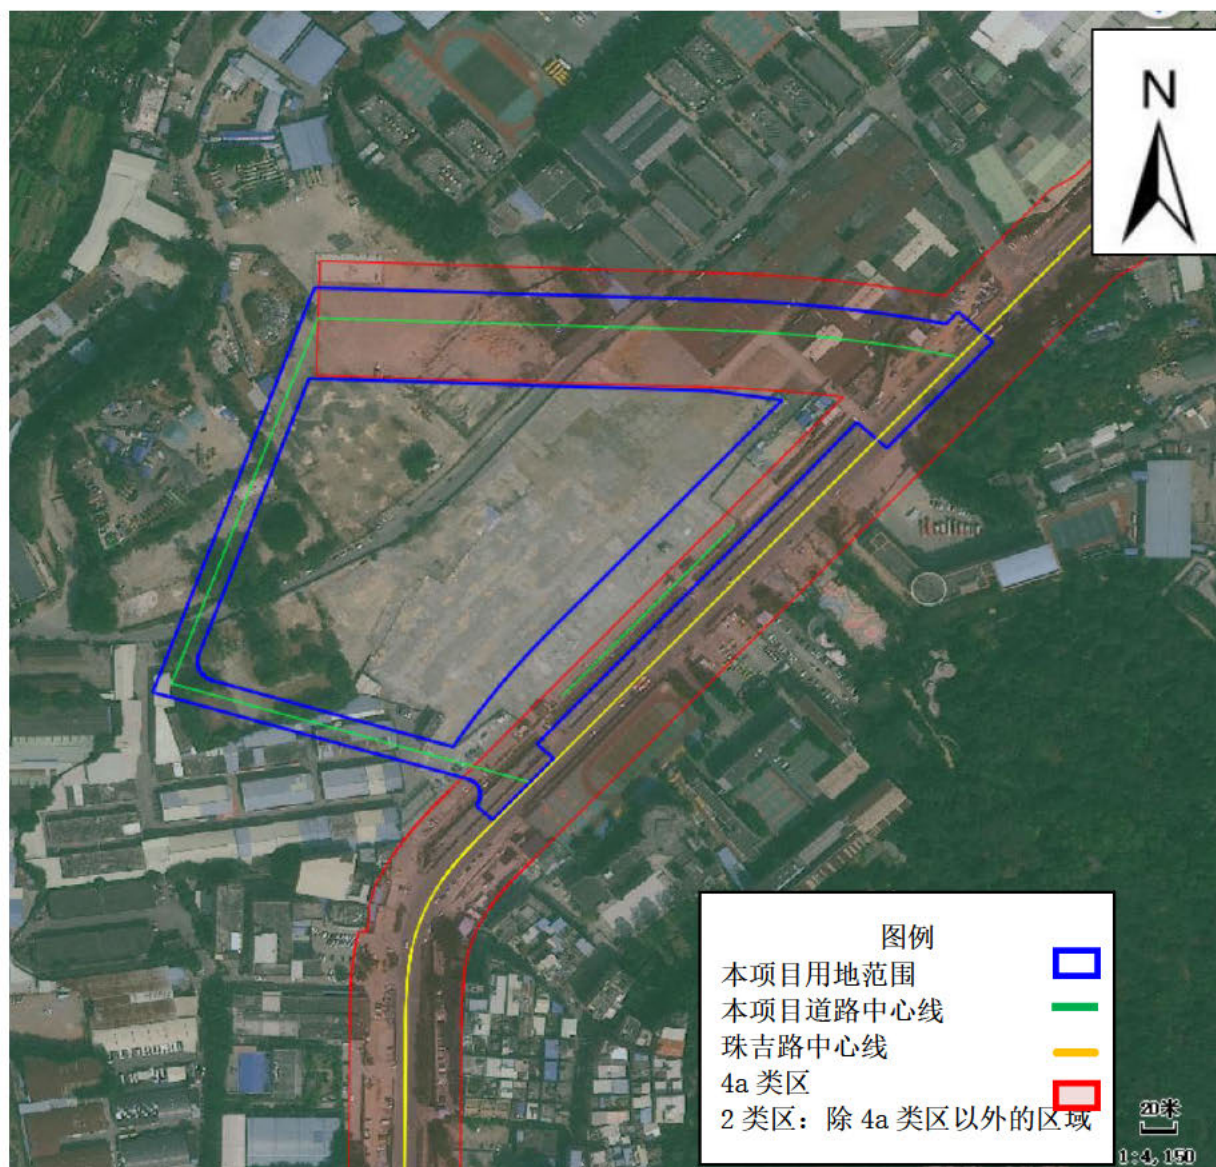 N
图例
本项目用地范围
本项目道路中心线
珠吉路中心线
4a 类区
2 类区：除 4a 类区以外的区域
20米
1:4,150